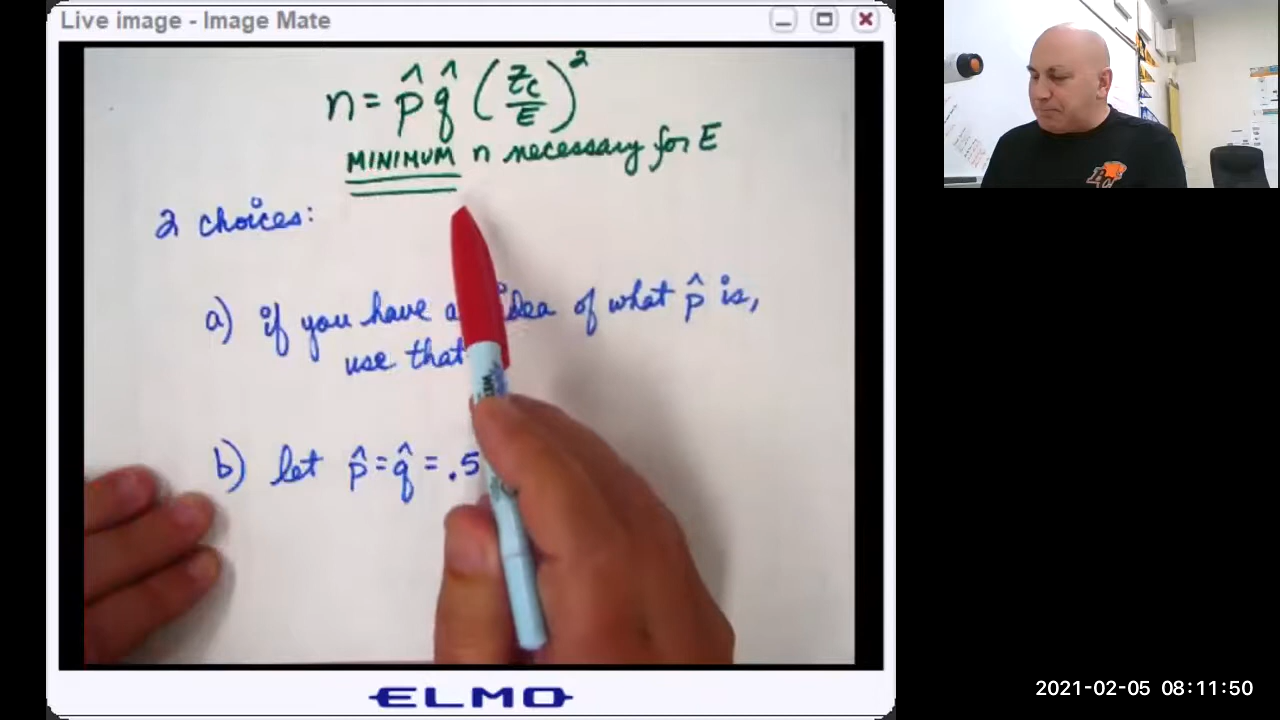 Live image - Image Mate
n = p̂ q̂ (Zc/E)²
MINIMUM n necessary for E
2 choices:
a) if you have idea of what p̂ is,
use that
b) let p̂ = q̂ = .5
ELMO
2021-02-05 08:11:50